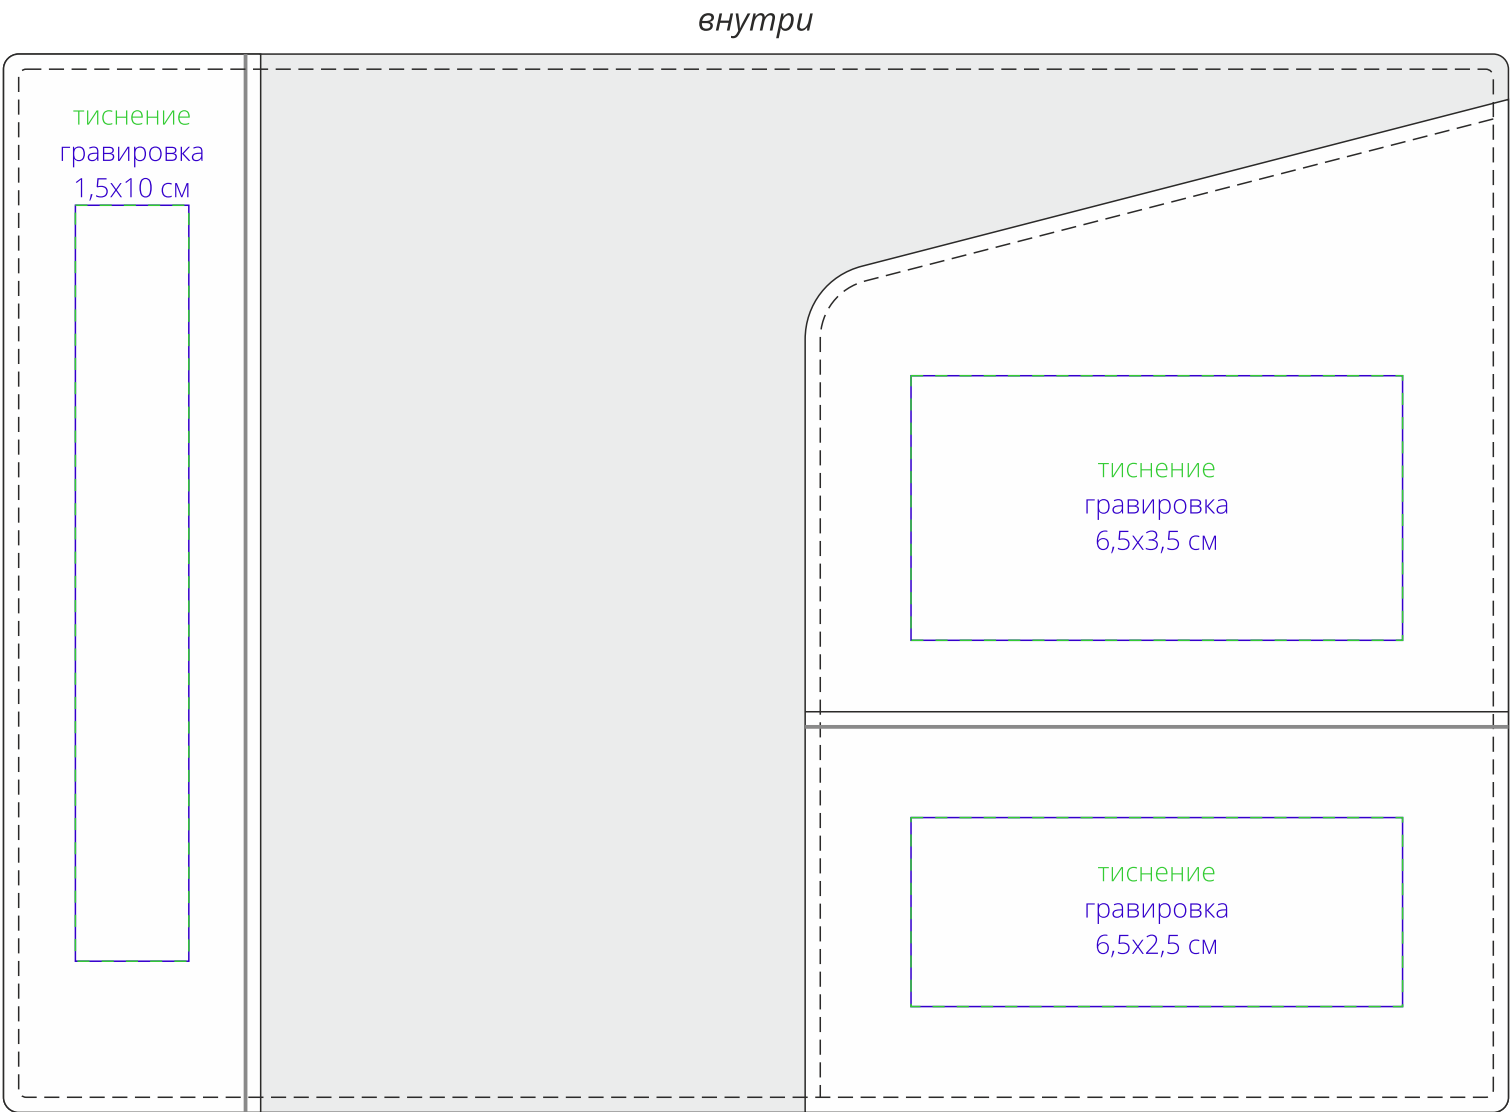 внутри
тиснение
гравировка
1,5х10 см
тиснение
гравировка
6,5х3,5 см
тиснение
гравировка
6,5х2,5 см